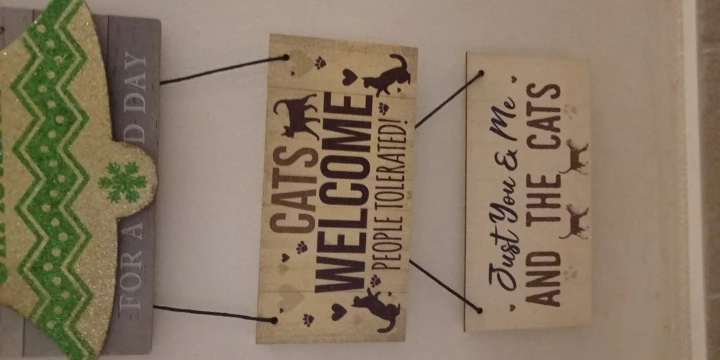 FOR A
D DAY
CATS
WELCOME
PEOPLE TOLERATED!
Just You & Me
AND THE CATS